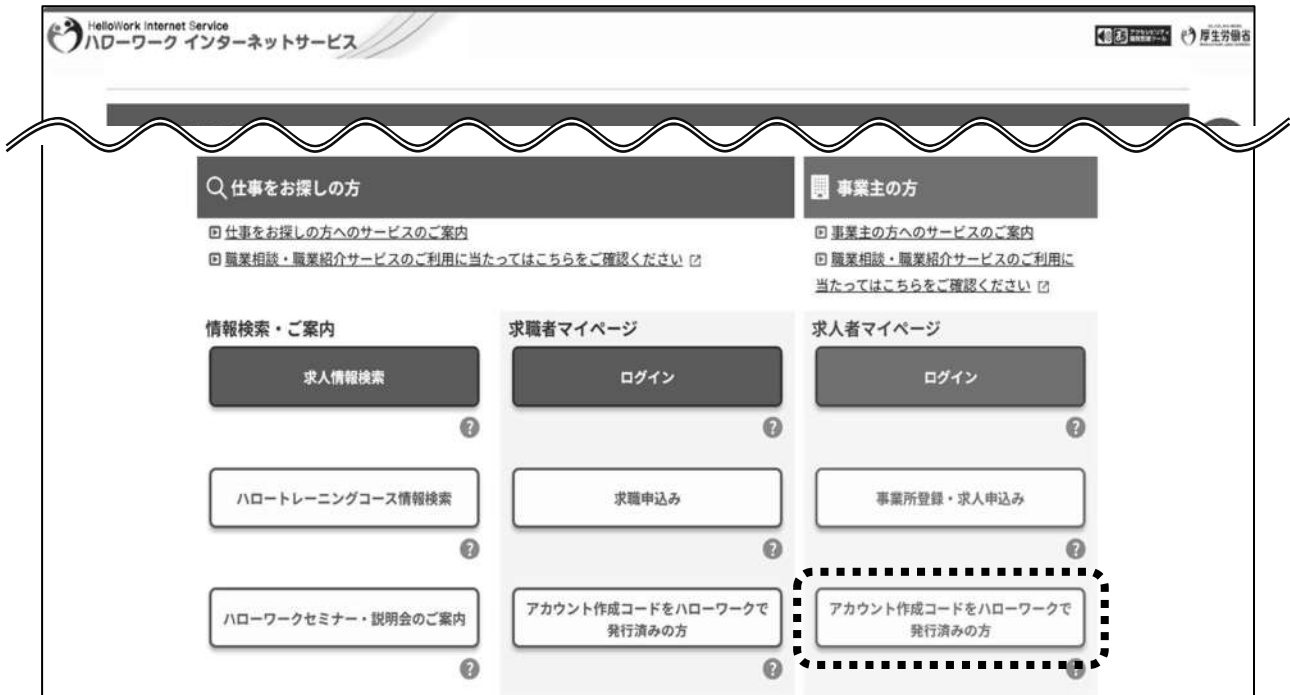 HelloWork Internet Service
ハローワーク インターネットサービス
厚生労働省
仕事をお探しの方
仕事をお探しの方へのサービスのご案内
職業相談・職業紹介サービスのご利用に当たってはこちらをご確認ください
事業主の方
事業主の方へのサービスのご案内
職業相談・職業紹介サービスのご利用に
当たってはこちらをご確認ください
情報検索・ご案内
求人情報検索
?
ハロートレーニングコース情報検索
?
ハローワークセミナー・説明会のご案内
?
求職者マイページ
ログイン
?
求職申込み
?
アカウント作成コードをハローワークで
発行済みの方
?
求人者マイページ
ログイン
?
事業所登録・求人申込み
?
アカウント作成コードをハローワークで
発行済みの方
?